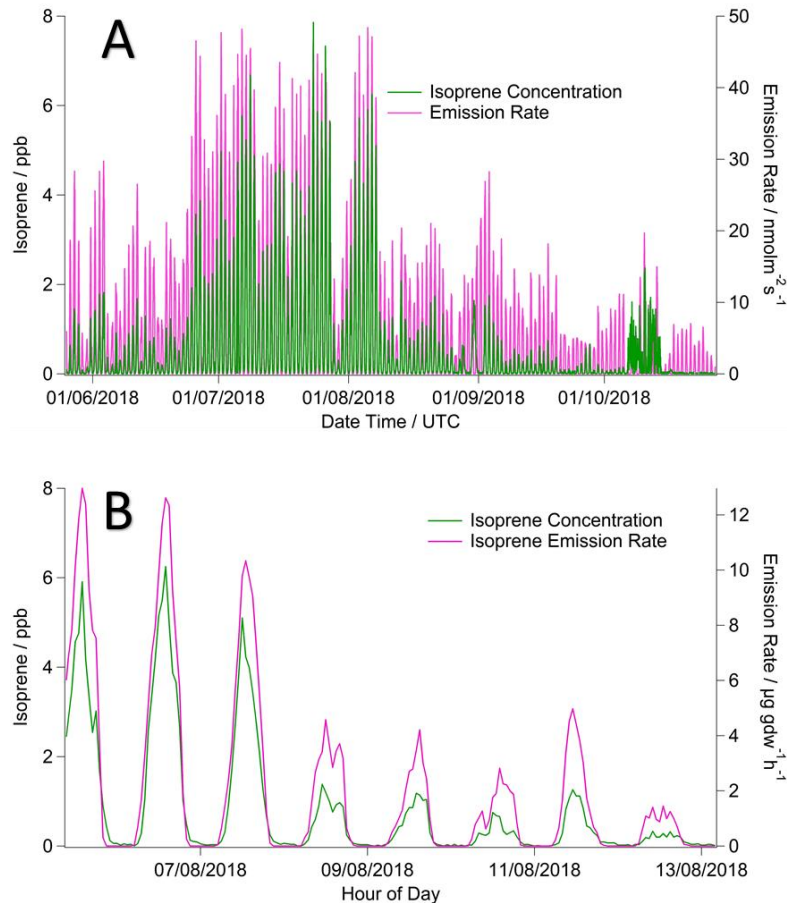 A
8
6
4
2
0
Isoprene / ppb
Isoprene Concentration
Emission Rate
50
40
30
20
10
0
Emission Rate / nmolm⁻² s⁻¹
01/06/2018 01/07/2018 01/08/2018 01/09/2018 01/10/2018
Date Time / UTC
B
8
6
4
2
0
Isoprene / ppb
Isoprene Concentration
Isoprene Emission Rate
12
10
8
6
4
2
0
Emission Rate / µg gdw⁻¹h⁻¹
07/08/2018 09/08/2018 11/08/2018 13/08/2018
Hour of Day